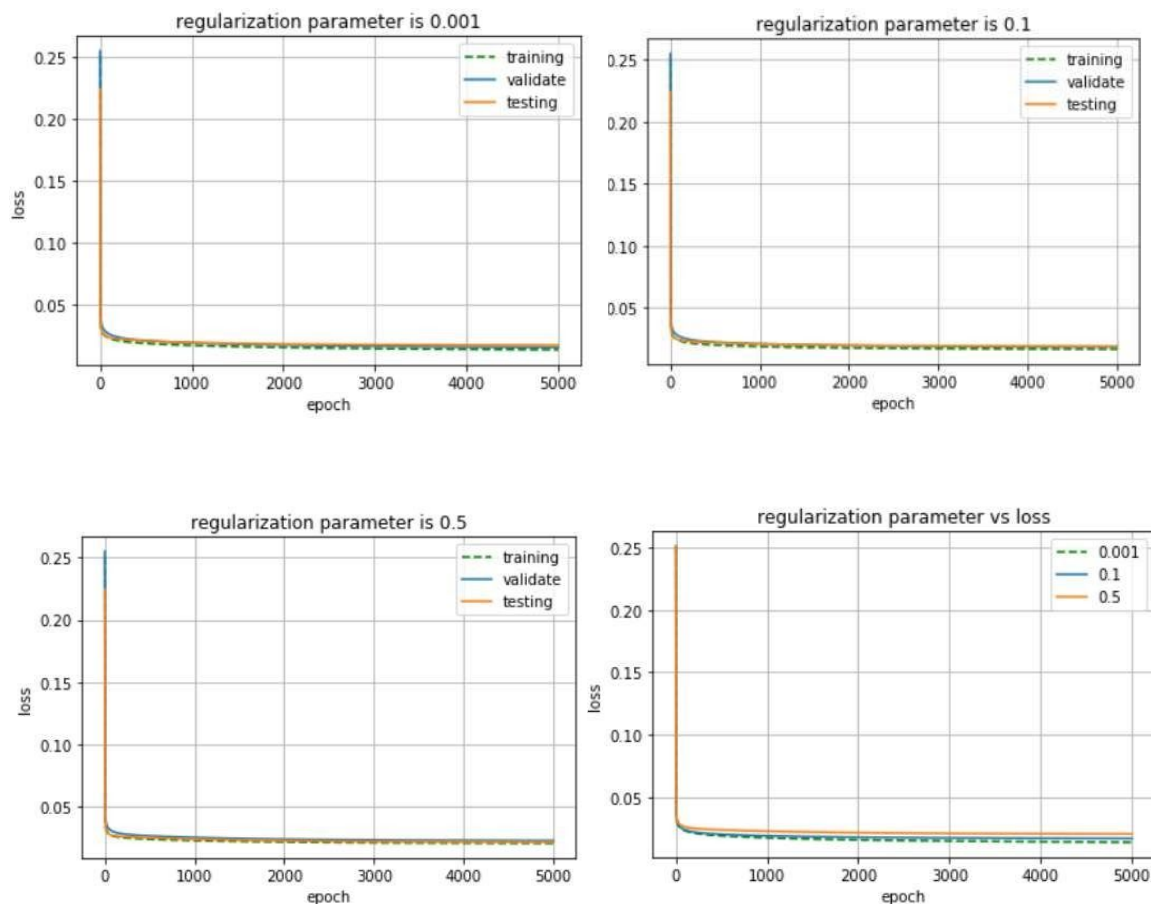 regularization parameter is 0.001
0.25
0.20
0.15
0.10
0.05
loss
training
validate
testing
0 1000 2000 3000 4000 5000
epoch
regularization parameter is 0.1
0.25
0.20
0.15
0.10
0.05
training
validate
testing
0 1000 2000 3000 4000 5000
epoch
regularization parameter is 0.5
0.25
0.20
0.15
0.10
0.05
loss
training
validate
testing
0 1000 2000 3000 4000 5000
epoch
regularization parameter vs loss
0.25
0.20
0.15
0.10
0.05
loss
0.001
0.1
0.5
0 1000 2000 3000 4000 5000
epoch